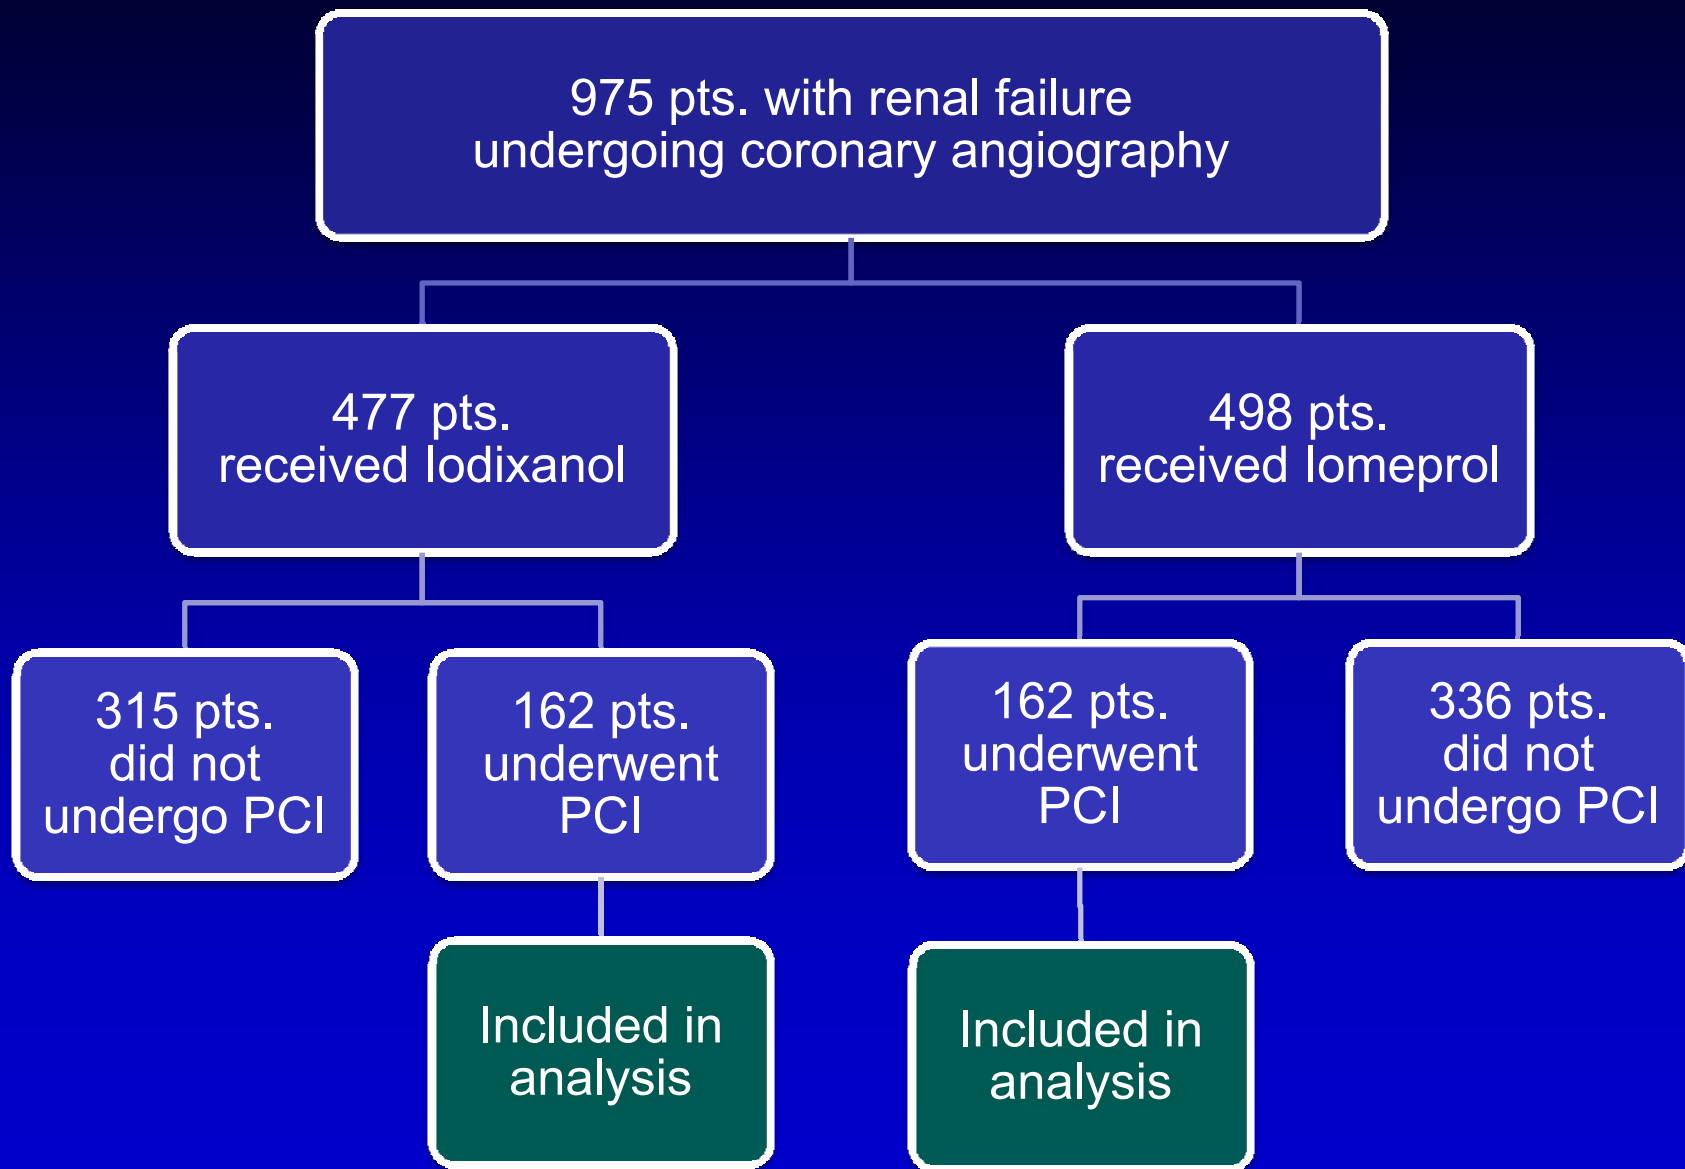 975 pts. with renal failure
undergoing coronary angiography
477 pts.
received Iodixanol
498 pts.
received Iomeprol
315 pts.
did not
undergo PCI
162 pts.
underwent
PCI
162 pts.
underwent
PCI
336 pts.
did not
undergo PCI
Included in
analysis
Included in
analysis